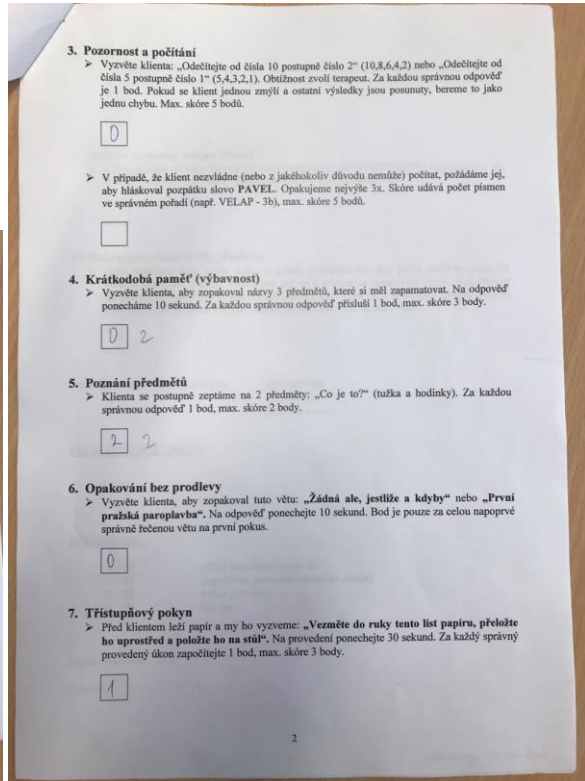 3. Pozornost a počítání
➢ Vyzvěte klienta: „Odečítejte od čísla 10 postupně číslo 2“ (10,8,6,4,2) nebo „Odečítejte od
čísla 5 postupně číslo 1“ (5,4,3,2,1). Obtížnost zvolí terapeut. Za každou správnou odpověď
je 1 bod. Pokud se klient jednou zmýlí a ostatní výsledky jsou posunuty, bereme to jako
jednu chybu. Max. skóre 5 bodů.
0
➢ V případě, že klient nezvládne (nebo z jakéhokoliv důvodu nemůže) počítat, požádáme jej,
aby hláskoval pozpátku slovo PAVEL. Opakujeme nejvýše 3x. Skóre udává počet písmen
ve správném pořadí (např. VELAP - 3b), max. skóre 5 bodů.
4. Krátkodobá paměť (výbavnost)
➢ Vyzvěte klienta, aby zopakoval názvy 3 předmětů, které si měl zapamatovat. Na odpověď
ponecháme 10 sekund. Za každou správnou odpověď přísluší 1 bod, max. skóre 3 body.
0 2
5. Poznání předmětů
➢ Klienta se postupně zeptáme na 2 předměty: „Co je to?“ (tužka a hodinky). Za každou
správnou odpověď 1 bod, max. skóre 2 body.
2 2
6. Opakování bez prodlevy
➢ Vyzvěte klienta, aby zopakoval tuto větu: „Žádná ale, jestliže a kdyby“ nebo „První
pražská paroplavba“. Na odpověď ponechejte 10 sekund. Bod je pouze za celou napoprvé
správně řečenou větu na první pokus.
0
7. Třístupňový pokyn
➢ Před klientem leží papír a my ho vyzveme: „Vezměte do ruky tento list papíru, přeložte
ho uprostřed a položte ho na stůl“. Na provedení ponechejte 30 sekund. Za každý správný
provedený úkon započítejte 1 bod, max. skóre 3 body.
1
2